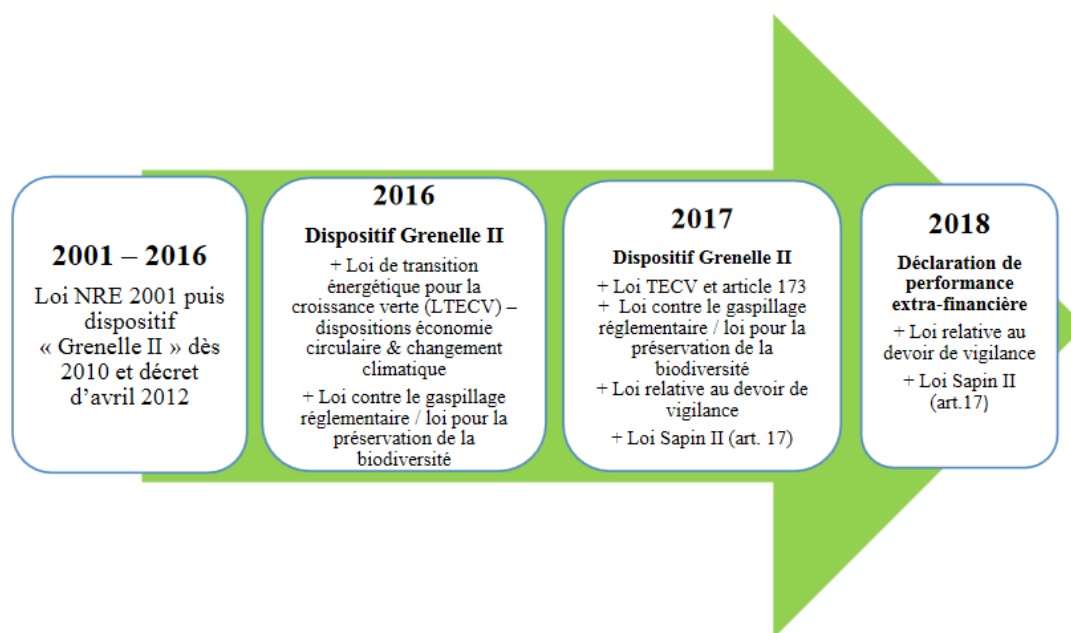 2001 – 2016
Loi NRE 2001 puis
dispositif
« Grenelle II » dès
2010 et décret
d’avril 2012
2016
Dispositif Grenelle II
+ Loi de transition
énergétique pour la
croissance verte (LTECV) –
dispositions économie
circulaire & changement
climatique
+ Loi contre le gaspillage
réglementaire / loi pour la
préservation de la
biodiversité
2017
Dispositif Grenelle II
+ Loi TECV et article 173
+ Loi contre le gaspillage
réglementaire / loi pour la
préservation de la
biodiversité
+ Loi relative au devoir de
vigilance
+ Loi Sapin II (art. 17)
2018
Déclaration de
performance
extra-financière
+ Loi relative au
devoir de vigilance
+ Loi Sapin II
(art.17)